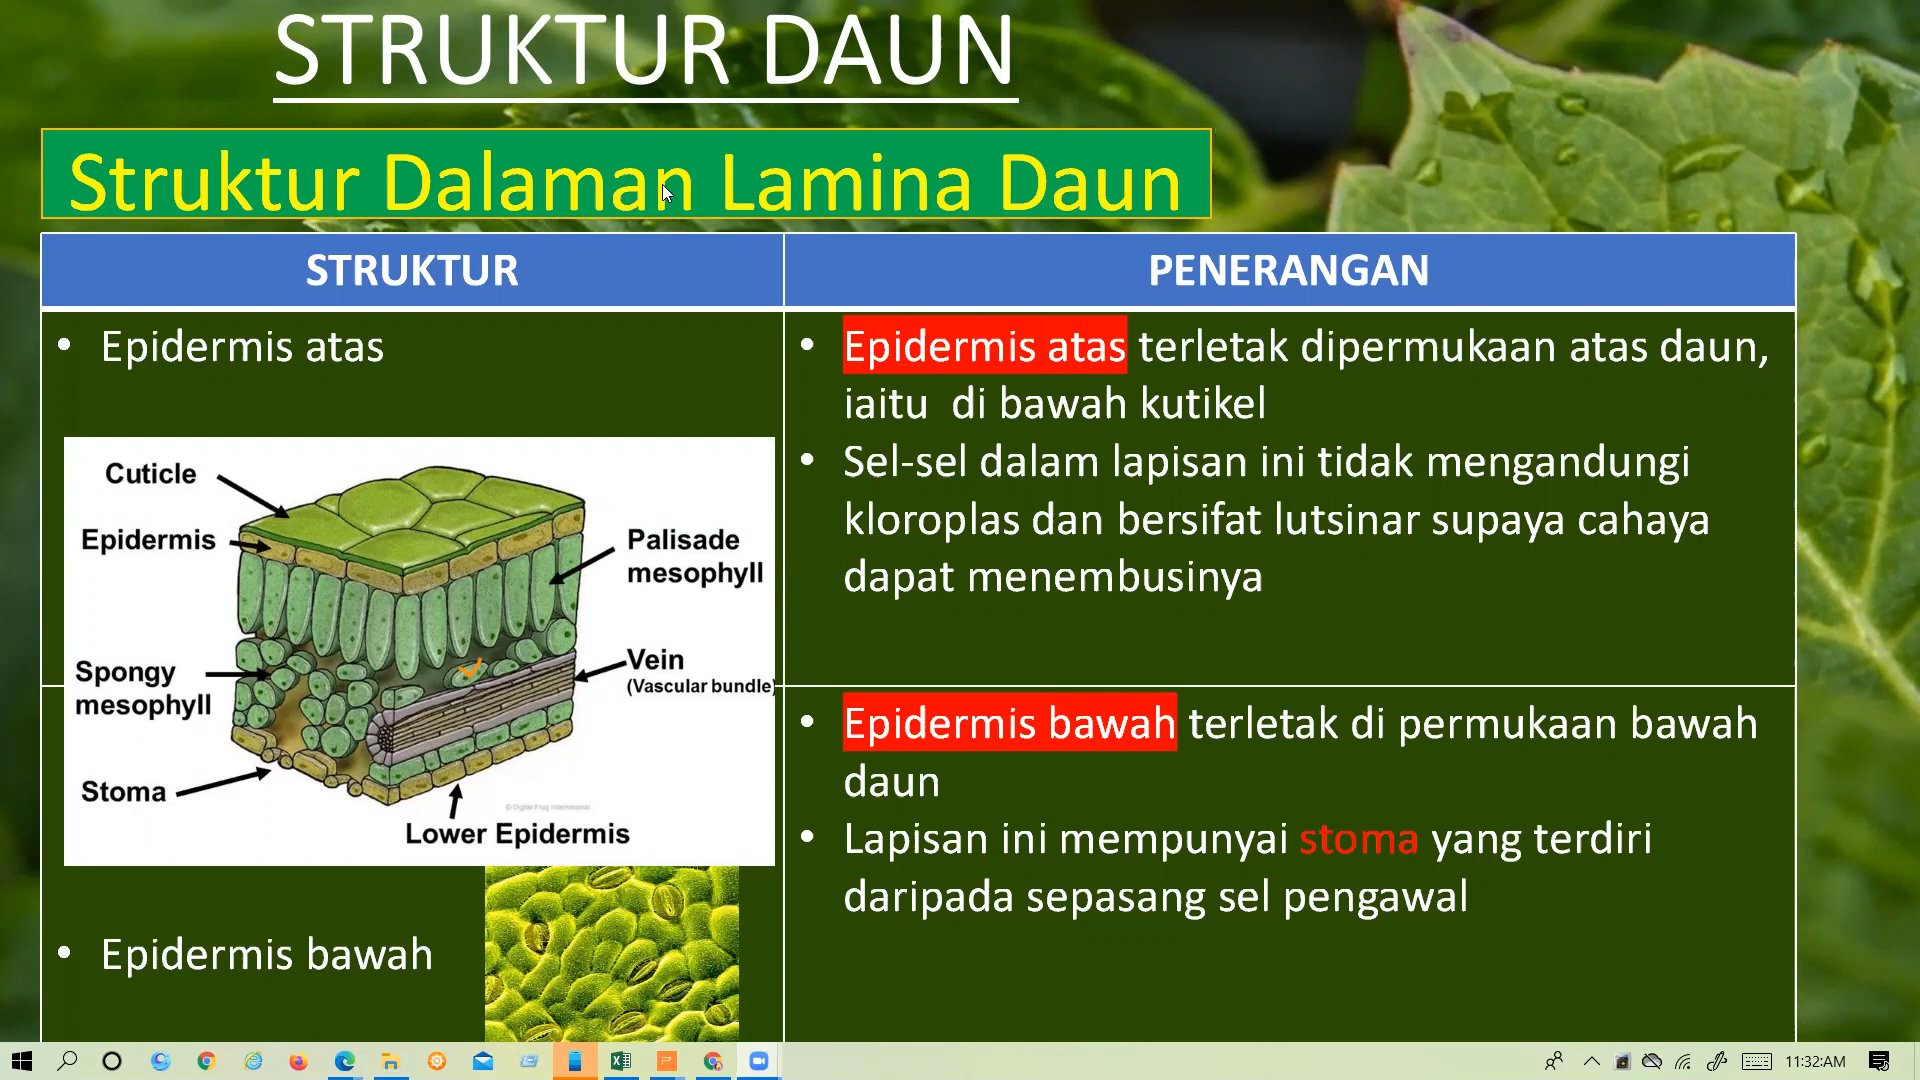 STRUKTUR DAUN
Struktur Dalaman Lamina Daun
STRUKTUR
PENERANGAN
• Epidermis atas
• Epidermis atas terletak dipermukaan atas daun,
iaitu di bawah kutikel
• Sel-sel dalam lapisan ini tidak mengandungi
kloroplas dan bersifat lutsinar supaya cahaya
dapat menembusinya
Cuticle
Epidermis
Palisade
mesophyll
Spongy
mesophyll
Vein
(Vascular bundle)
Stoma
Lower Epidermis
© Digital Frog International
• Epidermis bawah
• Epidermis bawah terletak di permukaan bawah
daun
• Lapisan ini mempunyai stoma yang terdiri
daripada sepasang sel pengawal
11:32:AM